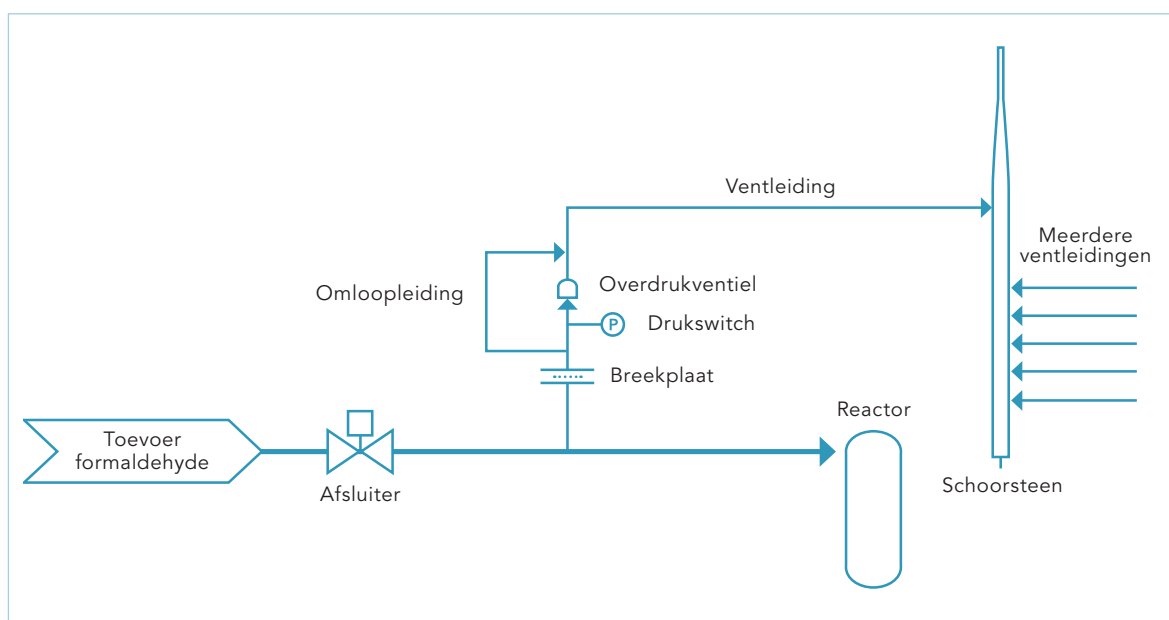 Ventleiding
Meerdere
ventleidingen
Omloopleiding
Overdrukventiel
P
Drukswitch
Breekplaat
Reactor
Toevoer
formaldehyde
Afsluiter
Schoorsteen